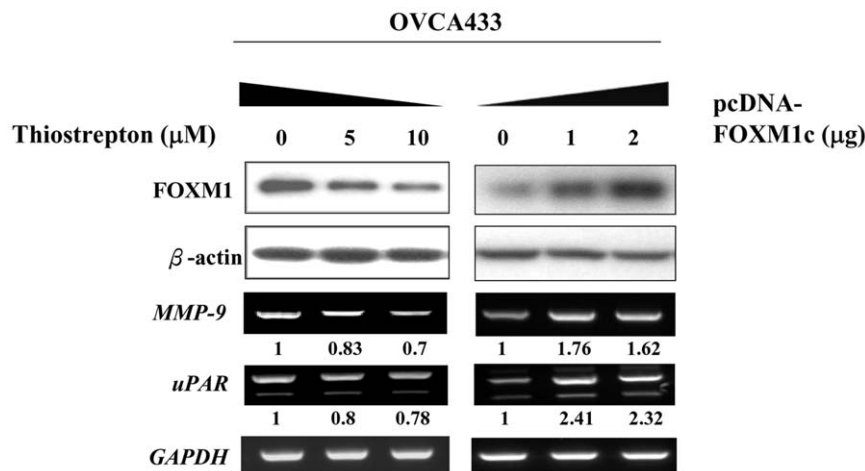 OVCA433
Thiostrepton (μM) 0 5 10
0 1 2 pcDNA-
FOXM1c (μg)
FOXM1
β-actin
MMP-9
1 0.83 0.7 1 1.76 1.62
uPAR
1 0.8 0.78 1 2.41 2.32
GAPDH